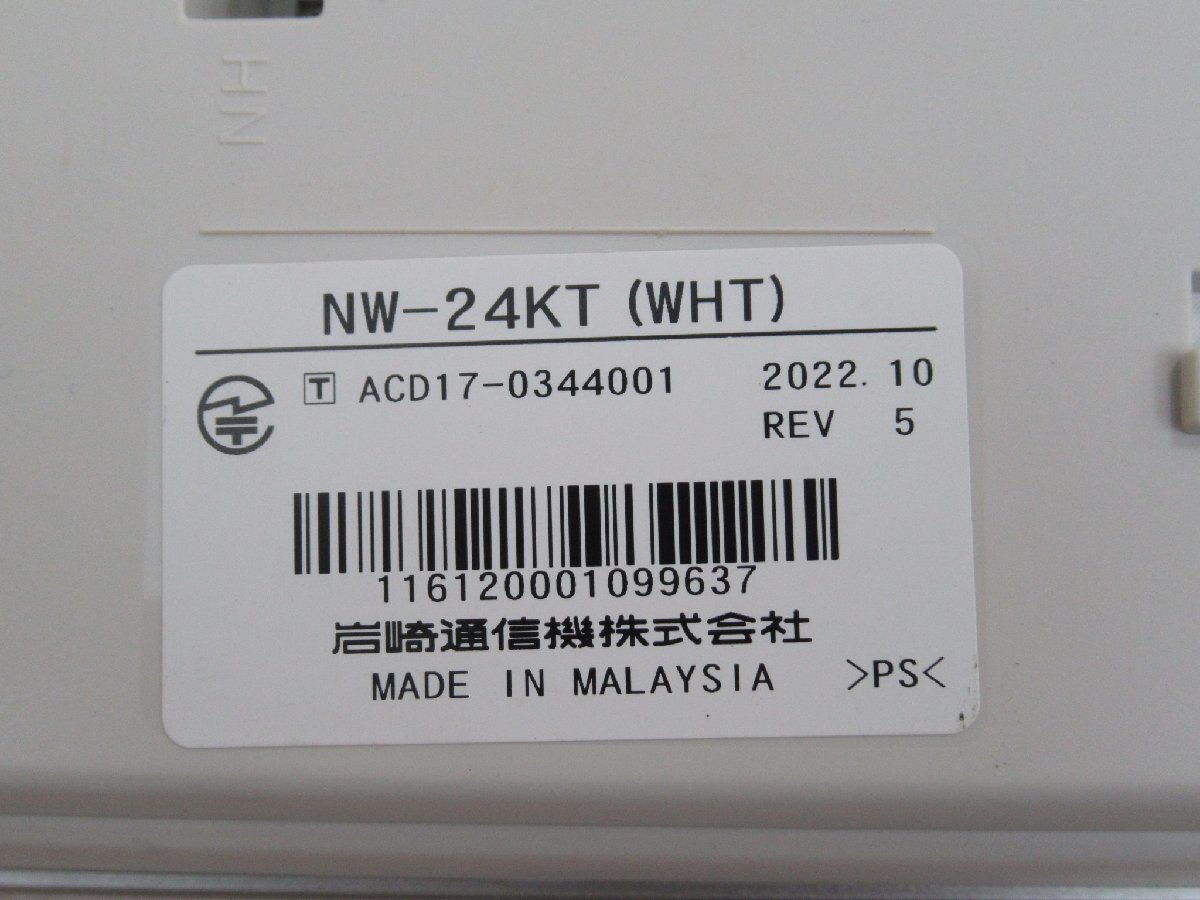 HN
NW-24KT (WHT)
T ACD17-0344001 2022. 10
REV 5
116120001099637
岩崎通信機株式会社
MADE IN MALAYSIA >PS<